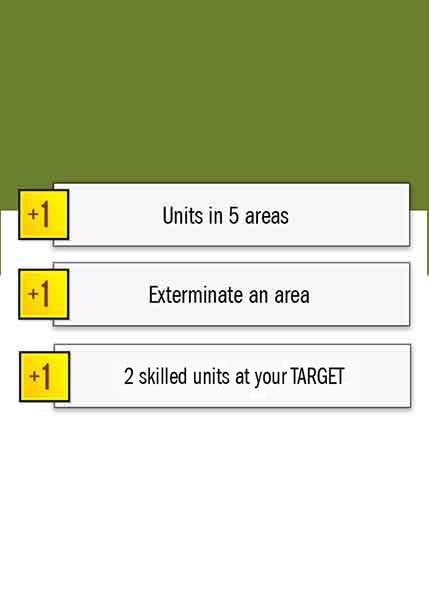 +1 Units in 5 areas
+1 Exterminate an area
+1 2 skilled units at your TARGET